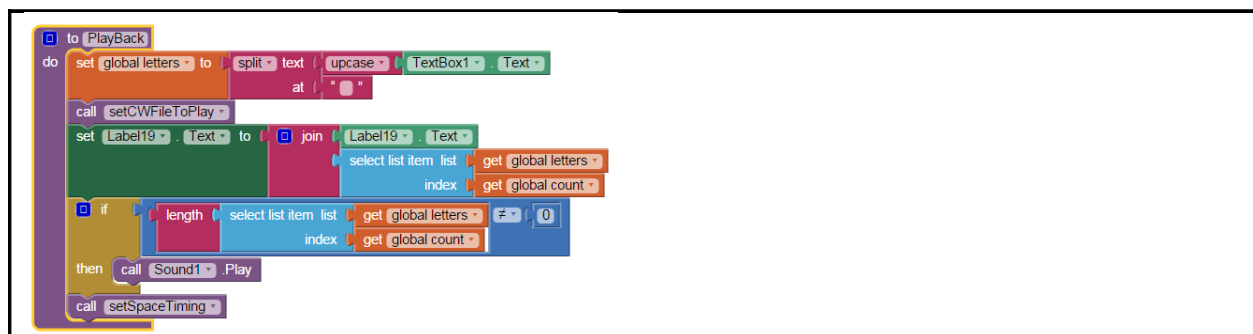 to PlayBack
do set global letters to split text upcase TextBox1 . Text
at " "
call setCWFileToPlay
set Label19 . Text to join Label19 . Text
select list item list get global letters
index get global count
if length select list item list get global letters ≠ 0
index get global count
then call Sound1 .Play
call setSpaceTiming